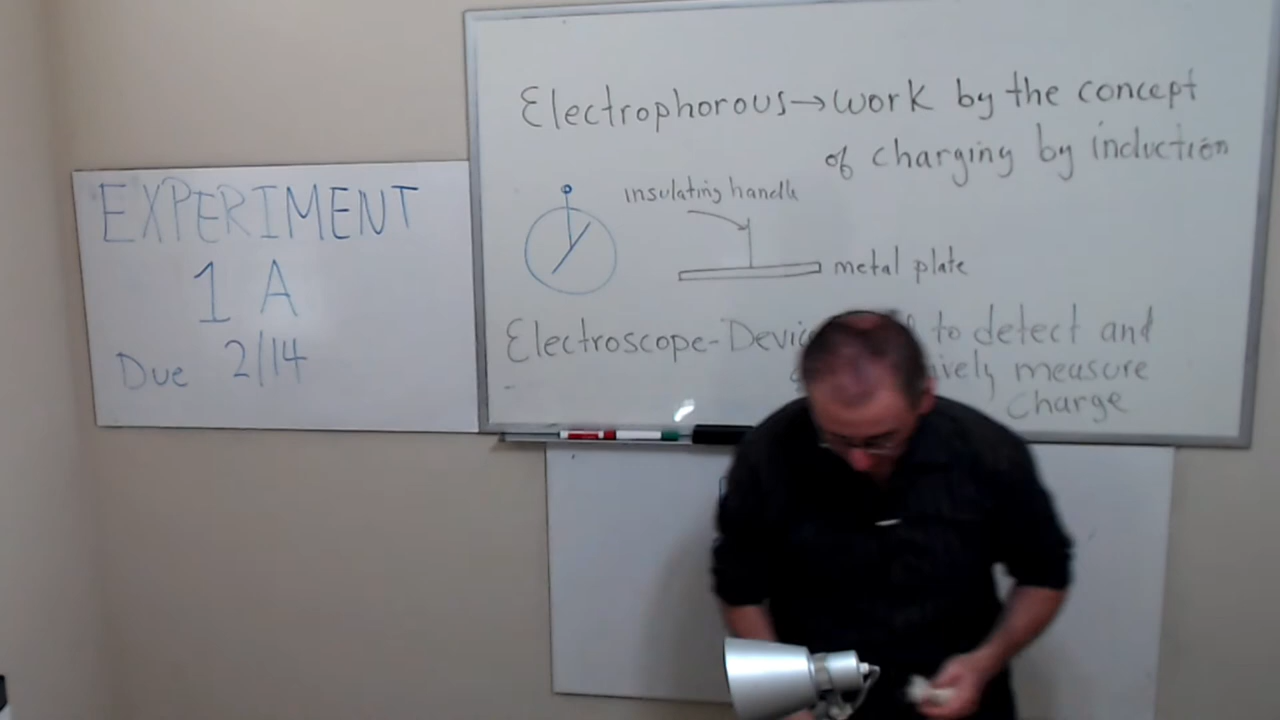 EXPERIMENT
1 A
Due 2/14
Electrophorous→work by the concept
of charging by induction
insulating handle
metal plate
Electroscope-Device to detect and
measure
Charge